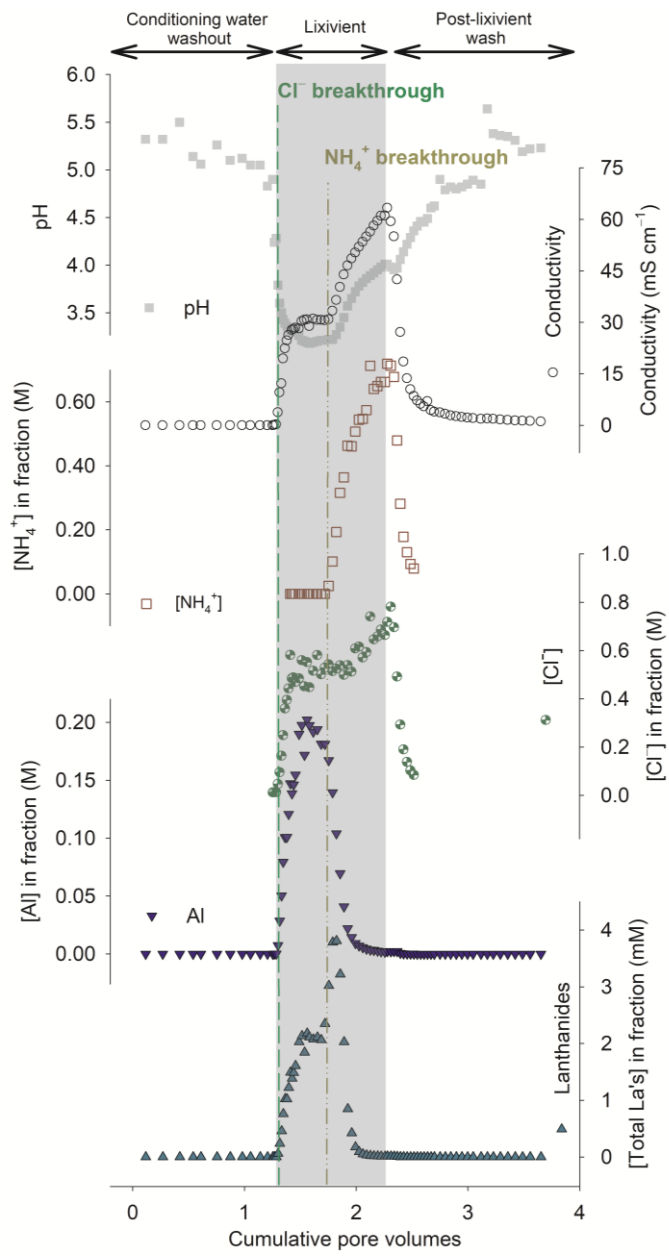 Conditioning water
washout
Lixivient
Post-lixivient
wash
6.0
5.5
5.0
4.5
4.0
3.5
pH
pH
Cl⁻ breakthrough
NH₄⁺ breakthrough
75
60
45
30
15
0
Conductivity
Conductivity (mS cm⁻¹)
0.60
0.40
0.20
0.00
[NH₄⁺] in fraction (M)
[NH₄⁺]
1.0
0.8
0.6
0.4
0.2
0.0
[Cl⁻]
[Cl⁻] in fraction (M)
0.20
0.15
0.10
0.05
0.00
[Al] in fraction (M)
Al
4
3
2
1
0
Lanthanides
[Total La's] in fraction (mM)
0 1 2 3 4
Cumulative pore volumes